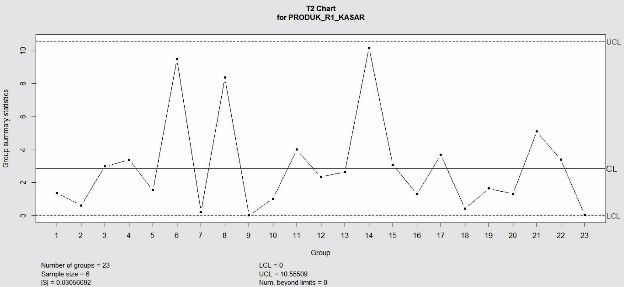 T2 Chart
for PRODUK_R1_KASAR
Group summary statistics
10
8
6
4
2
0
UCL
CL
LCL
1 2 3 4 5 6 7 8 9 10 11 12 13 14 15 16 17 18 19 20 21 22 23
Group
Number of groups = 23
Sample size = 6
|S| = 0.03056692
LCL = 0
UCL = 10.55509
Num. beyond limits = 0